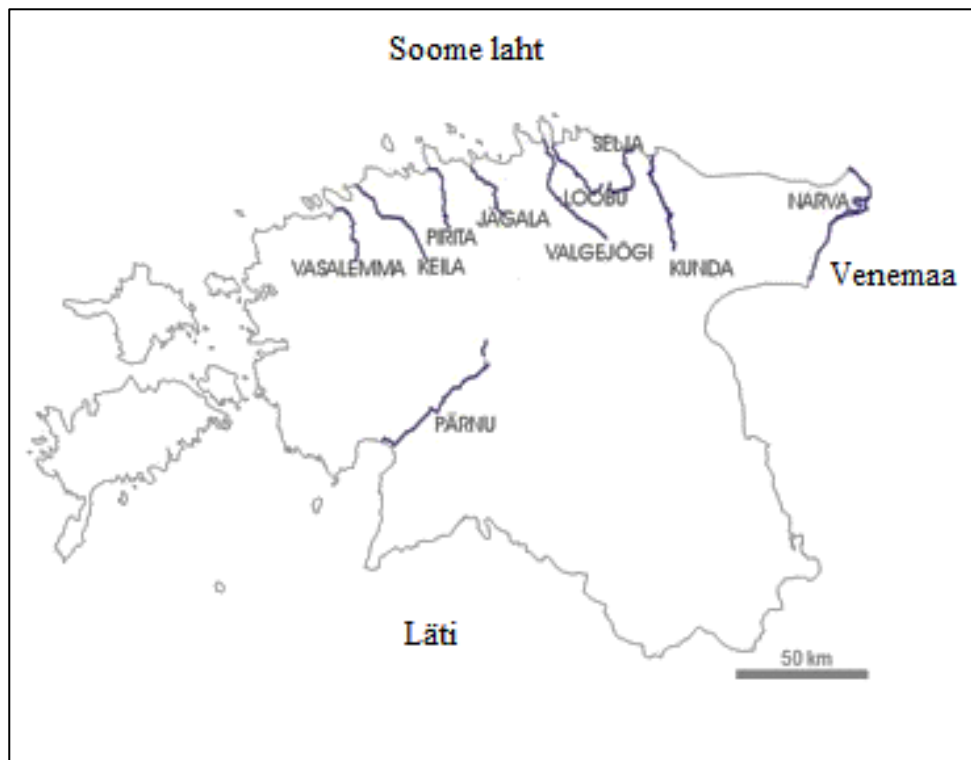 Soome laht
SELJA
LOOBU
NARVA
PIRITA
JÄGALA
VALGEJÕGI
VASALEMMA
KEILA
KUNDA
Venemaa
PÄRNU
Läti
50 km